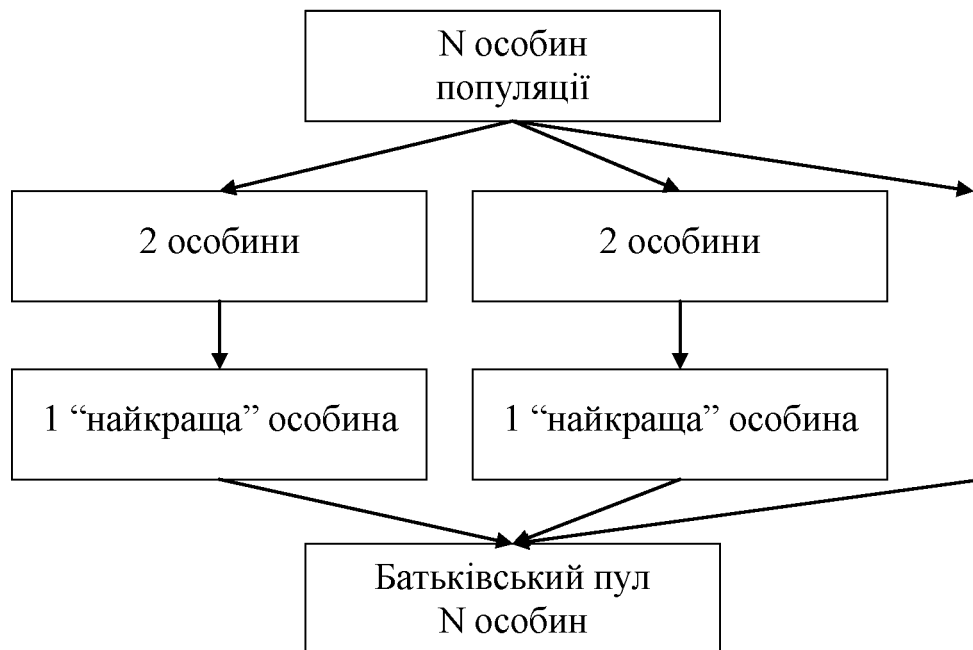 N особин
популяції
2 особини
2 особини
1 “найкраща” особина
1 “найкраща” особина
Батьківський пул
N особин